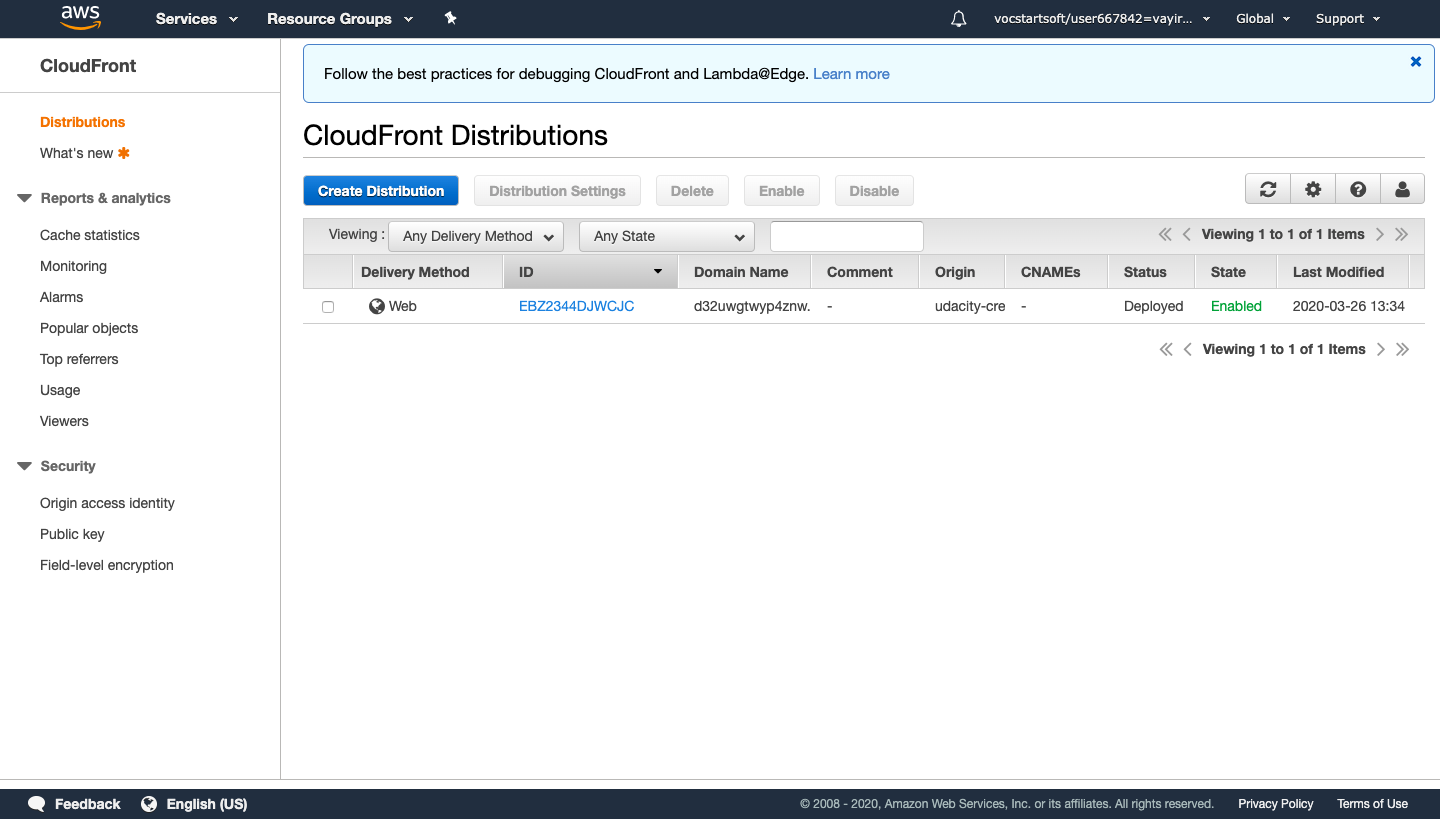 aws Services Resource Groups vocstartsoft/user667842=vayir... Global Support
CloudFront
Follow the best practices for debugging CloudFront and Lambda@Edge. Learn more
Distributions
What's new
Reports & analytics
Cache statistics
Monitoring
Alarms
Popular objects
Top referrers
Usage
Viewers
Security
Origin access identity
Public key
Field-level encryption
CloudFront Distributions
Create Distribution Distribution Settings Delete Enable Disable
Viewing : Any Delivery Method Any State Viewing 1 to 1 of 1 Items
Delivery Method ID Domain Name Comment Origin CNAMEs Status State Last Modified
Web EBZ2344DJWCJC d32uwgtwyp4znw. - udacity-cre - Deployed Enabled 2020-03-26 13:34
Viewing 1 to 1 of 1 Items
Feedback English (US) © 2008 - 2020, Amazon Web Services, Inc. or its affiliates. All rights reserved. Privacy Policy Terms of Use